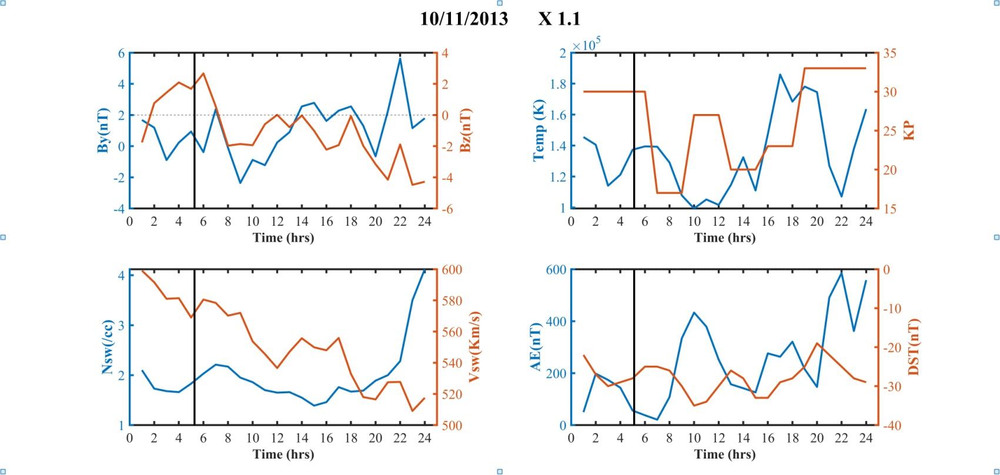 10/11/2013 X 1.1
6
4
2
0
-2
-4
By(nT)
4
2
0
-2
-4
-6
Bz(nT)
0 2 4 6 8 10 12 14 16 18 20 22 24
Time (hrs)
×10⁵
2
1.8
1.6
1.4
1.2
1
Temp (K)
35
30
25
20
15
KP
0 2 4 6 8 10 12 14 16 18 20 22 24
Time (hrs)
4
3
2
1
Nsw(/cc)
600
580
560
540
520
500
Vsw(Km/s)
0 2 4 6 8 10 12 14 16 18 20 22 24
Time (hrs)
600
400
200
0
AE(nT)
0
-10
-20
-30
-40
DST(nT)
0 2 4 6 8 10 12 14 16 18 20 22 24
Time (hrs)